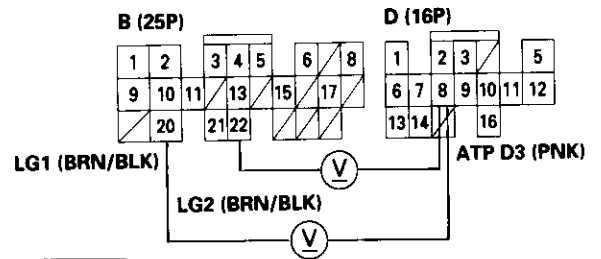 B (25P) D (16P)
1 2 3 4 5 6 8 1 2 3 5
9 10 11 13 15 17 6 7 8 9 10 11 12
20 21 22 13 14 16
LG1 (BRN/BLK) ATP D3 (PNK)
V
LG2 (BRN/BLK)
V